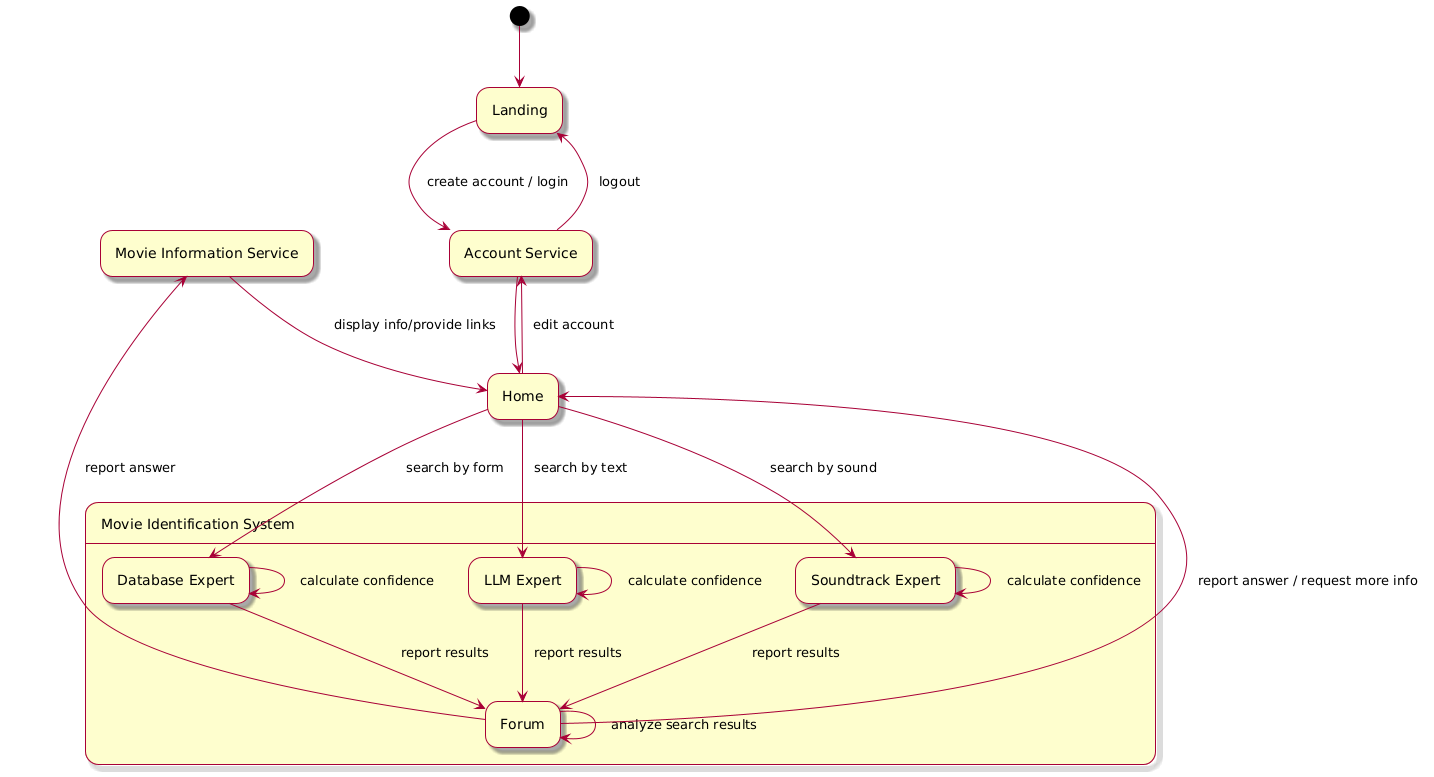 Landing
create account / login
logout
Movie Information Service
Account Service
display info/provide links
edit account
Home
report answer
search by form
search by text
search by sound
Movie Identification System
Database Expert
calculate confidence
LLM Expert
calculate confidence
Soundtrack Expert
calculate confidence
report answer / request more info
report results
report results
report results
Forum
analyze search results